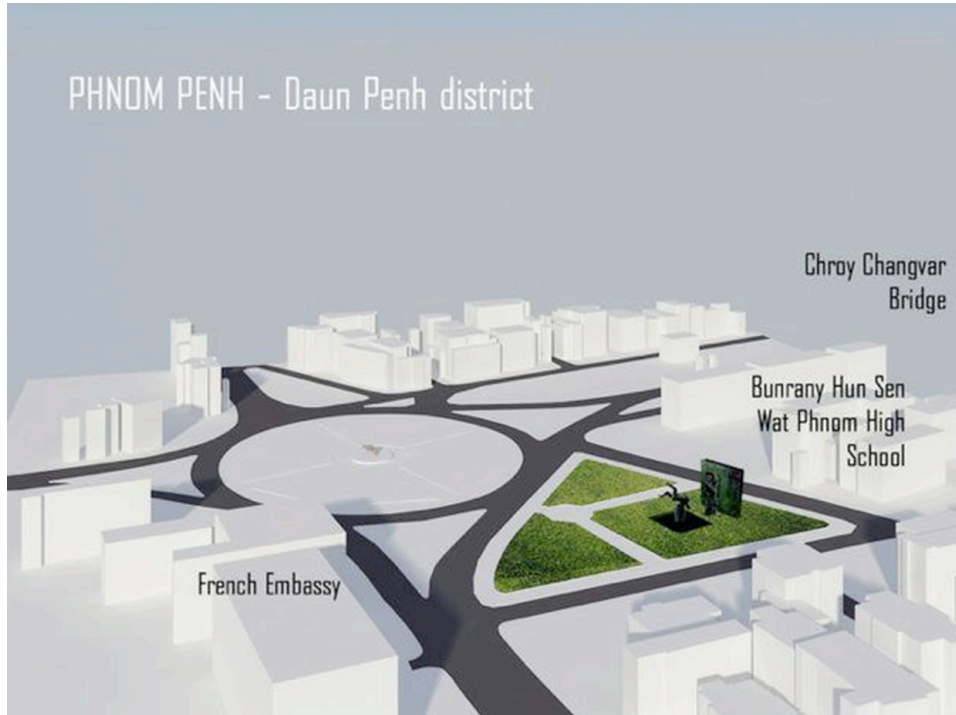 PHNOM PENH - Daun Penh district
Chroy Changvar
Bridge
Bunrany Hun Sen
Wat Phnom High
School
French Embassy